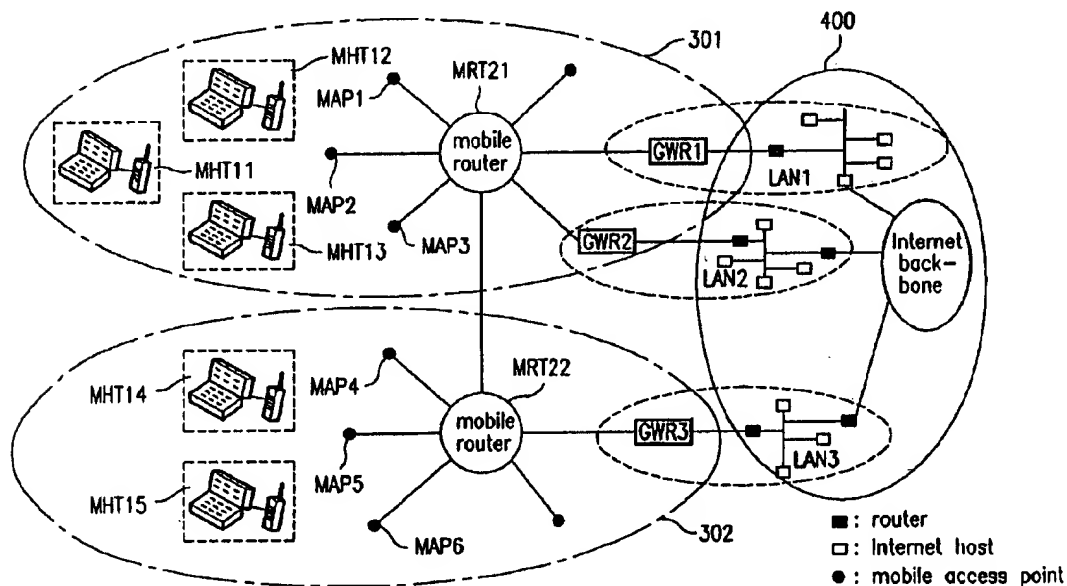 301
400
MHT12
MRT21
MAP1
mobile
router
GWR1
MHT11
LAN1
MAP2
GWR2
MHT13
MAP3
LAN2
Internet
back-
bone
MRT22
MHT14
MAP4
mobile
router
GWR3
LAN3
MAP5
MHT15
MAP6
302
: router
: Internet host
: mobile access point